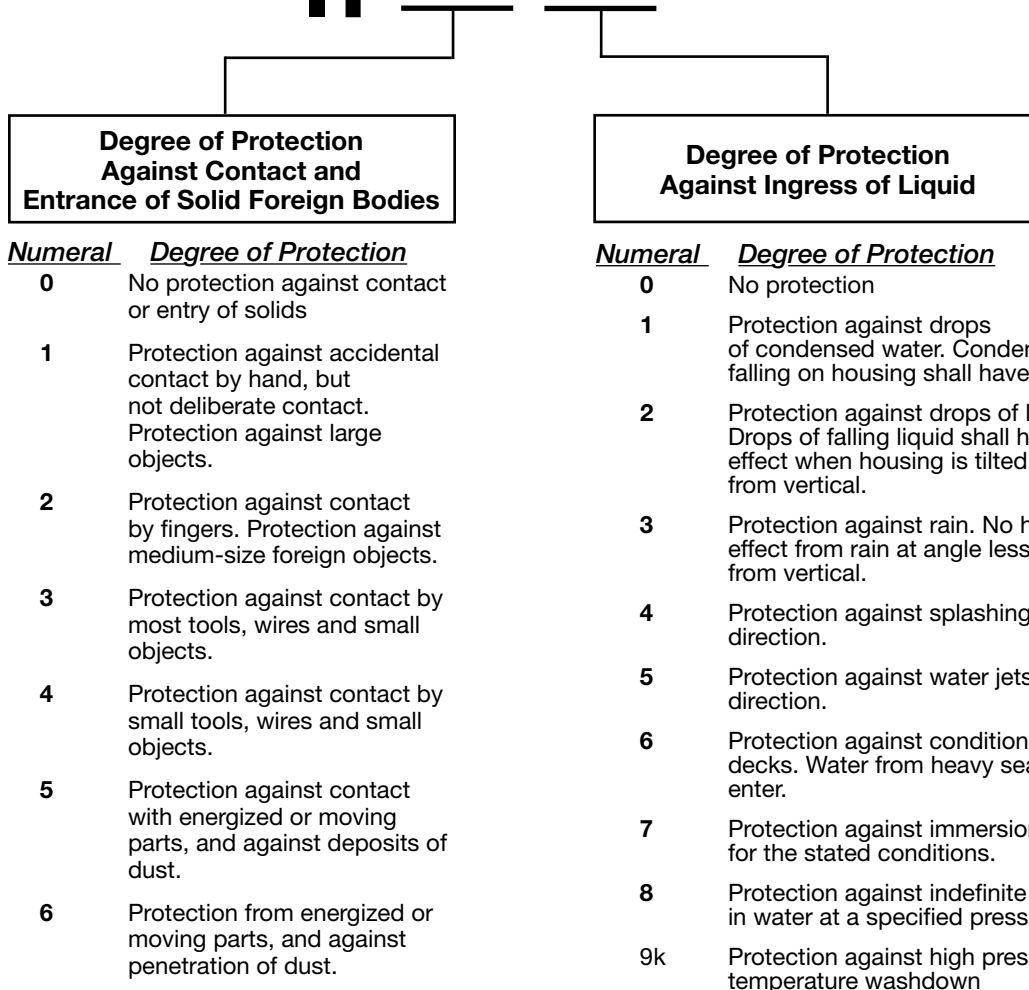 Degree of Protection
Against Contact and
Entrance of Solid Foreign Bodies
Numeral Degree of Protection
0 No protection against contact
or entry of solids
1 Protection against accidental
contact by hand, but
not deliberate contact.
Protection against large
objects.
2 Protection against contact
by fingers. Protection against
medium-size foreign objects.
3 Protection against contact by
most tools, wires and small
objects.
4 Protection against contact by
small tools, wires and small
objects.
5 Protection against contact
with energized or moving
parts, and against deposits of
dust.
6 Protection from energized or
moving parts, and against
penetration of dust.
Degree of Protection
Against Ingress of Liquid
Numeral Degree of Protection
0 No protection
1 Protection against drops
of condensed water.
falling on housing shall have
2 Protection against drops of
Drops of falling liquid shall
effect when housing is tilted
from vertical.
3 Protection against rain. No
effect from rain at angle less
from vertical.
4 Protection against splashing
direction.
5 Protection against water jets
direction.
6 Protection against
decks. Water from heavy
enter.
7 Protection against
for the stated conditions.
8 Protection against indefinite
in water at a specified
9k Protection against high
temperature washdown